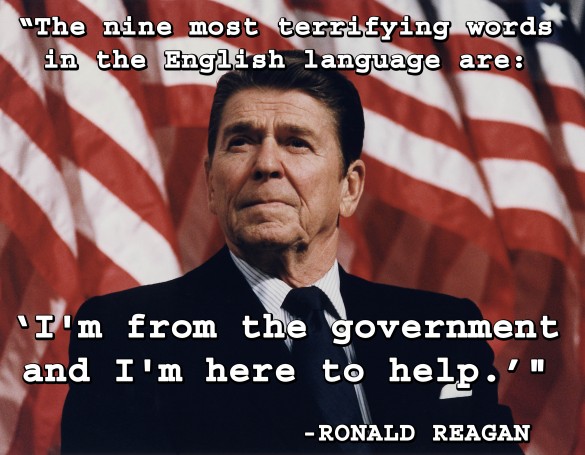 “The nine most terrifying words
in the English language are:
‘I'm from the government
and I'm here to help.’"
-RONALD REAGAN